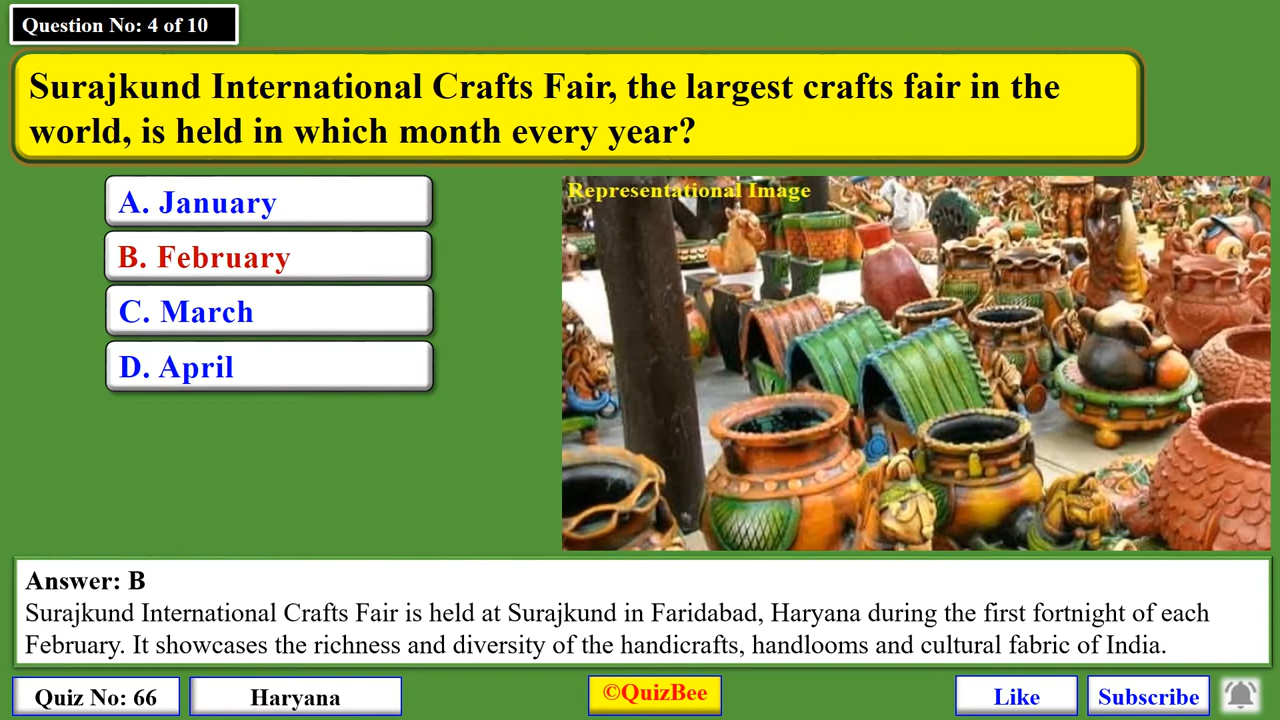 Question No: 4 of 10
Surajkund International Crafts Fair, the largest crafts fair in the
world, is held in which month every year?
A. January
B. February
C. March
D. April
Representational Image
Answer: B
Surajkund International Crafts Fair is held at Surajkund in Faridabad, Haryana during the first fortnight of each
February. It showcases the richness and diversity of the handicrafts, handlooms and cultural fabric of India.
Quiz No: 66
Haryana
©QuizBee
Like
Subscribe